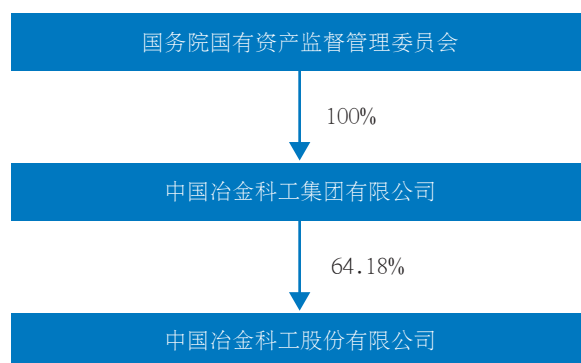 国务院国有资产监督管理委员会
100%
中国冶金科工集团有限公司
64.18%
中国冶金科工股份有限公司